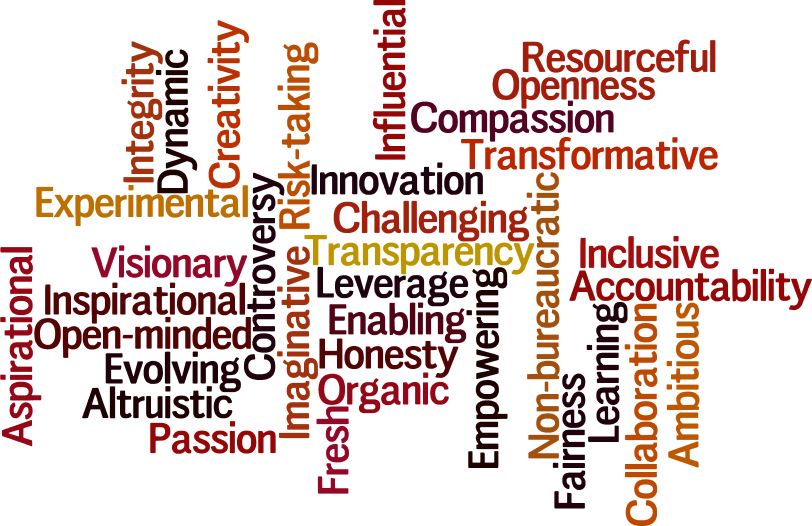 Influential
Resourceful
Openness
Integrity
Dynamic
Creativity
Risk-taking
Compassion
Transformative
Innovation
Experimental
Challenging
Controversy
Non-bureaucratic
Transparency
Inclusive
Visionary
Aspirational
Imaginative
Leverage
Accountability
Inspirational
Enabling
Empowering
Open-minded
Honesty
Learning
Collaboration
Ambitious
Evolving
Organic
Altruistic
Fairness
Passion
Fresh